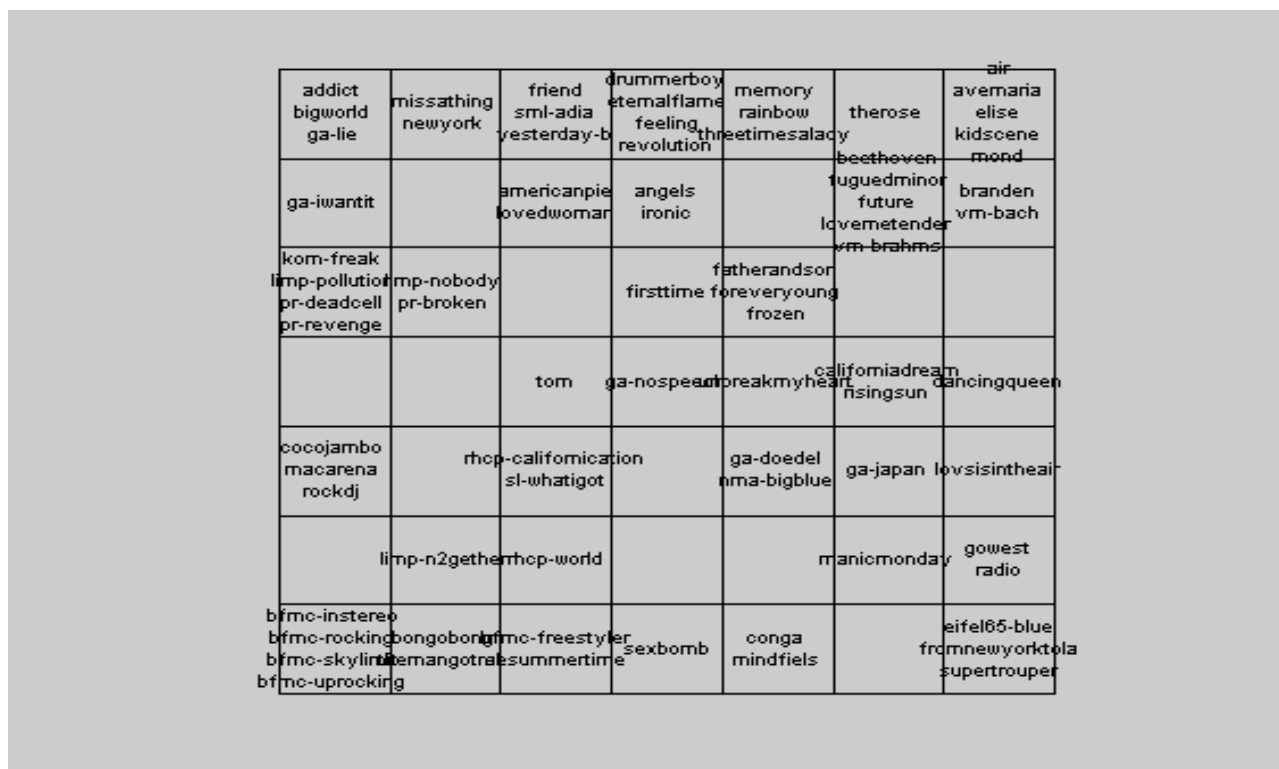 addict
bigworld
ga-lie
missathing
newyork
friend
sml-adia
yesterday-b
drummerboy
eternalflame
feeling
revolution
memory
rainbow
threetimesalady
therose
air
avemaria
elise
kidscene
mond
ga-iwantit
americanpie
lovedwoman
angels
ironic
beethoven
fuguedminor
future
lovemetender
vm-brahms
branden
vm-bach
korn-freak
limp-pollution
pr-deadcell
pr-revenge
limp-nobody
pr-broken
firsttime
fatherandson
foreveryoung
frozen
torn
ga-nospeech
unbreakmyheart
californiadream
risingsun
dancingqueen
cocojambo
macarena
rockdj
rhcp-californication
sl-whatigot
ga-doedel
nma-bigblue
ga-japan
lovsisintheair
limp-n2gether
rhcp-world
manicmonday
gowest
radio
bfmc-instereo
bfmc-rocking
bfmc-skylimit
bfmc-uprocking
bongobong
bfmc-freestyler
sexbomb
conga
mindfiels
eifel65-blue
fromnewyorktola
supertrouper